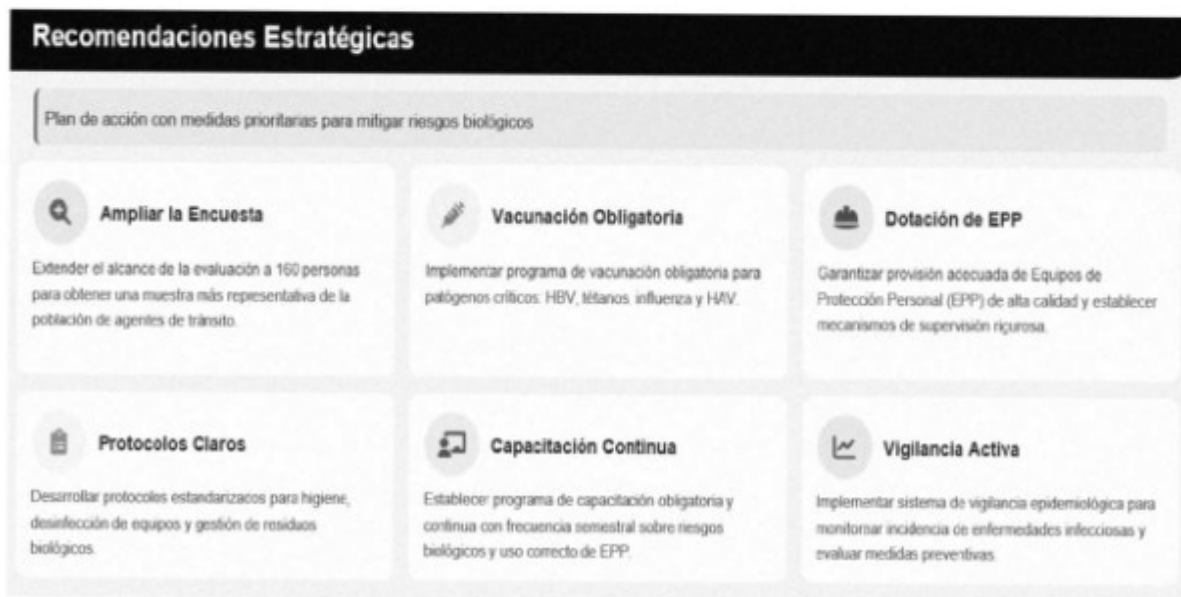 Recomendaciones Estratégicas
Plan de acción con medidas prioritarias para mitigar riesgos biológicos
Ampliar la Encuesta
Extender el alcance de la evaluación a 160 personas
para obtener una muestra más representativa de la
población de agentes de tránsito.
Vacunación Obligatoria
Implementar programa de vacunación obligatoria para
patógenos críticos: HBV, tétanos, influenza y HAV.
Dotación de EPP
Garantizar provisión adecuada de Equipos de
Protección Personal (EPP) de alta calidad y establecer
mecanismos de supervisión rigurosa.
Protocolos Claros
Desarrollar protocolos estandarizados para higiene,
desinfección de equipos y gestión de residuos
biológicos.
Capacitación Continua
Establecer programa de capacitación obligatoria y
continua con frecuencia semestral sobre riesgos
biológicos y uso correcto de EPP.
Vigilancia Activa
Implementar sistema de vigilancia epidemiológica para
monitorear incidencia de enfermedades infecciosas y
evaluar medidas preventivas.